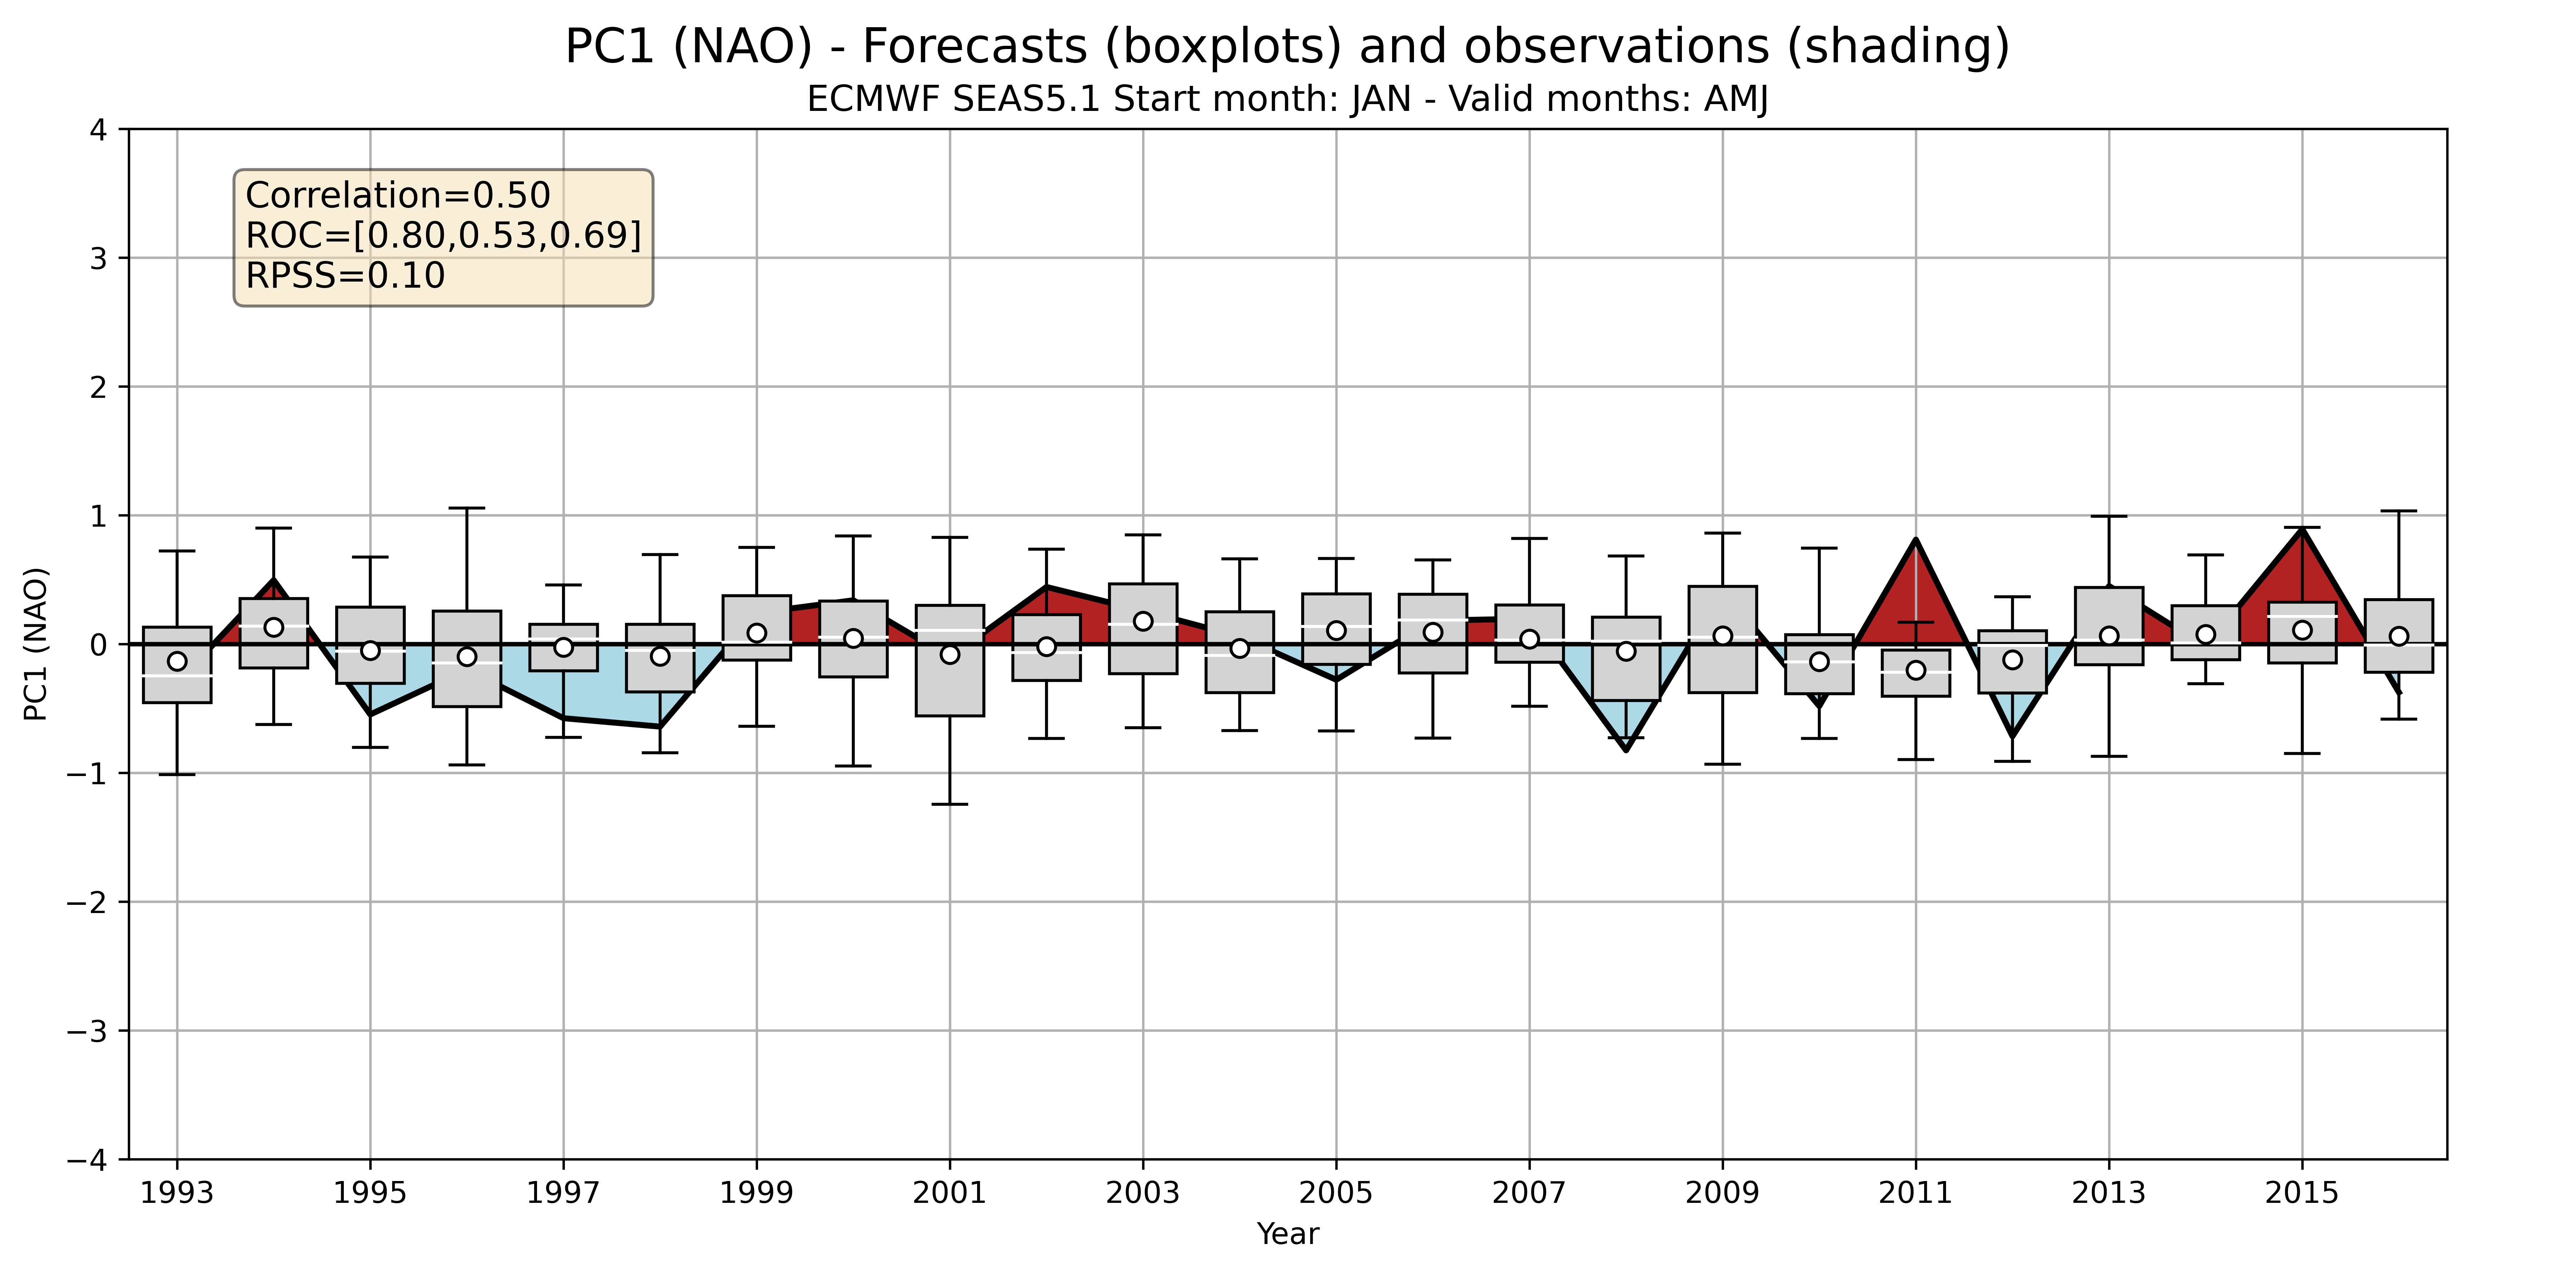 PC1 (NAO) - Forecasts (boxplots) and observations (shading)
ECMWF SEAS5.1 Start month: JAN - Valid months: AMJ
Correlation=0.50
ROC=[0.80,0.53,0.69]
RPSS=0.10
PC1 (NAO)
4
3
2
1
0
−1
−2
−3
−4
1993 1995 1997 1999 2001 2003 2005 2007 2009 2011 2013 2015
Year